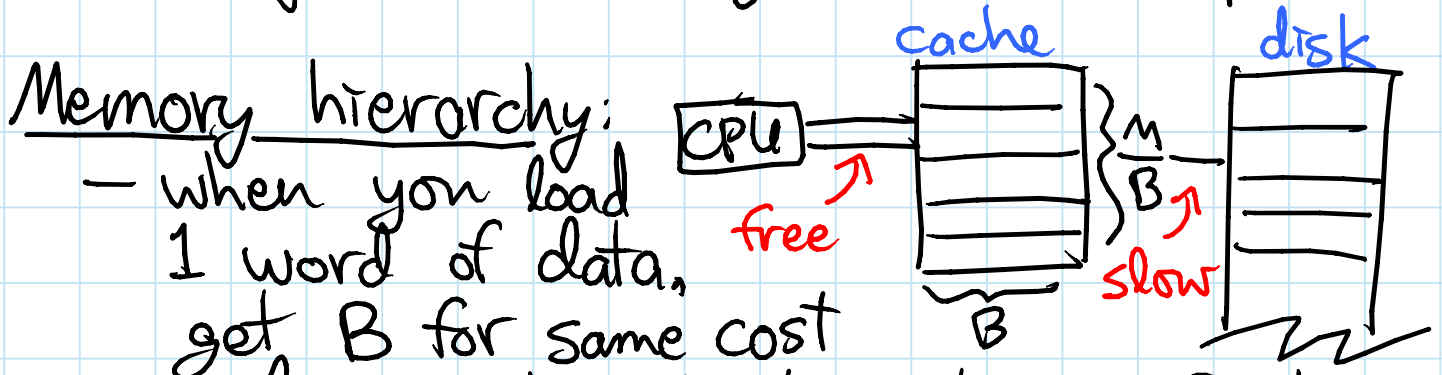 Memory hierarchy:
– when you load
1 word of data,
get B for same cost
cache
disk
CPU
M/B
free
slow
B